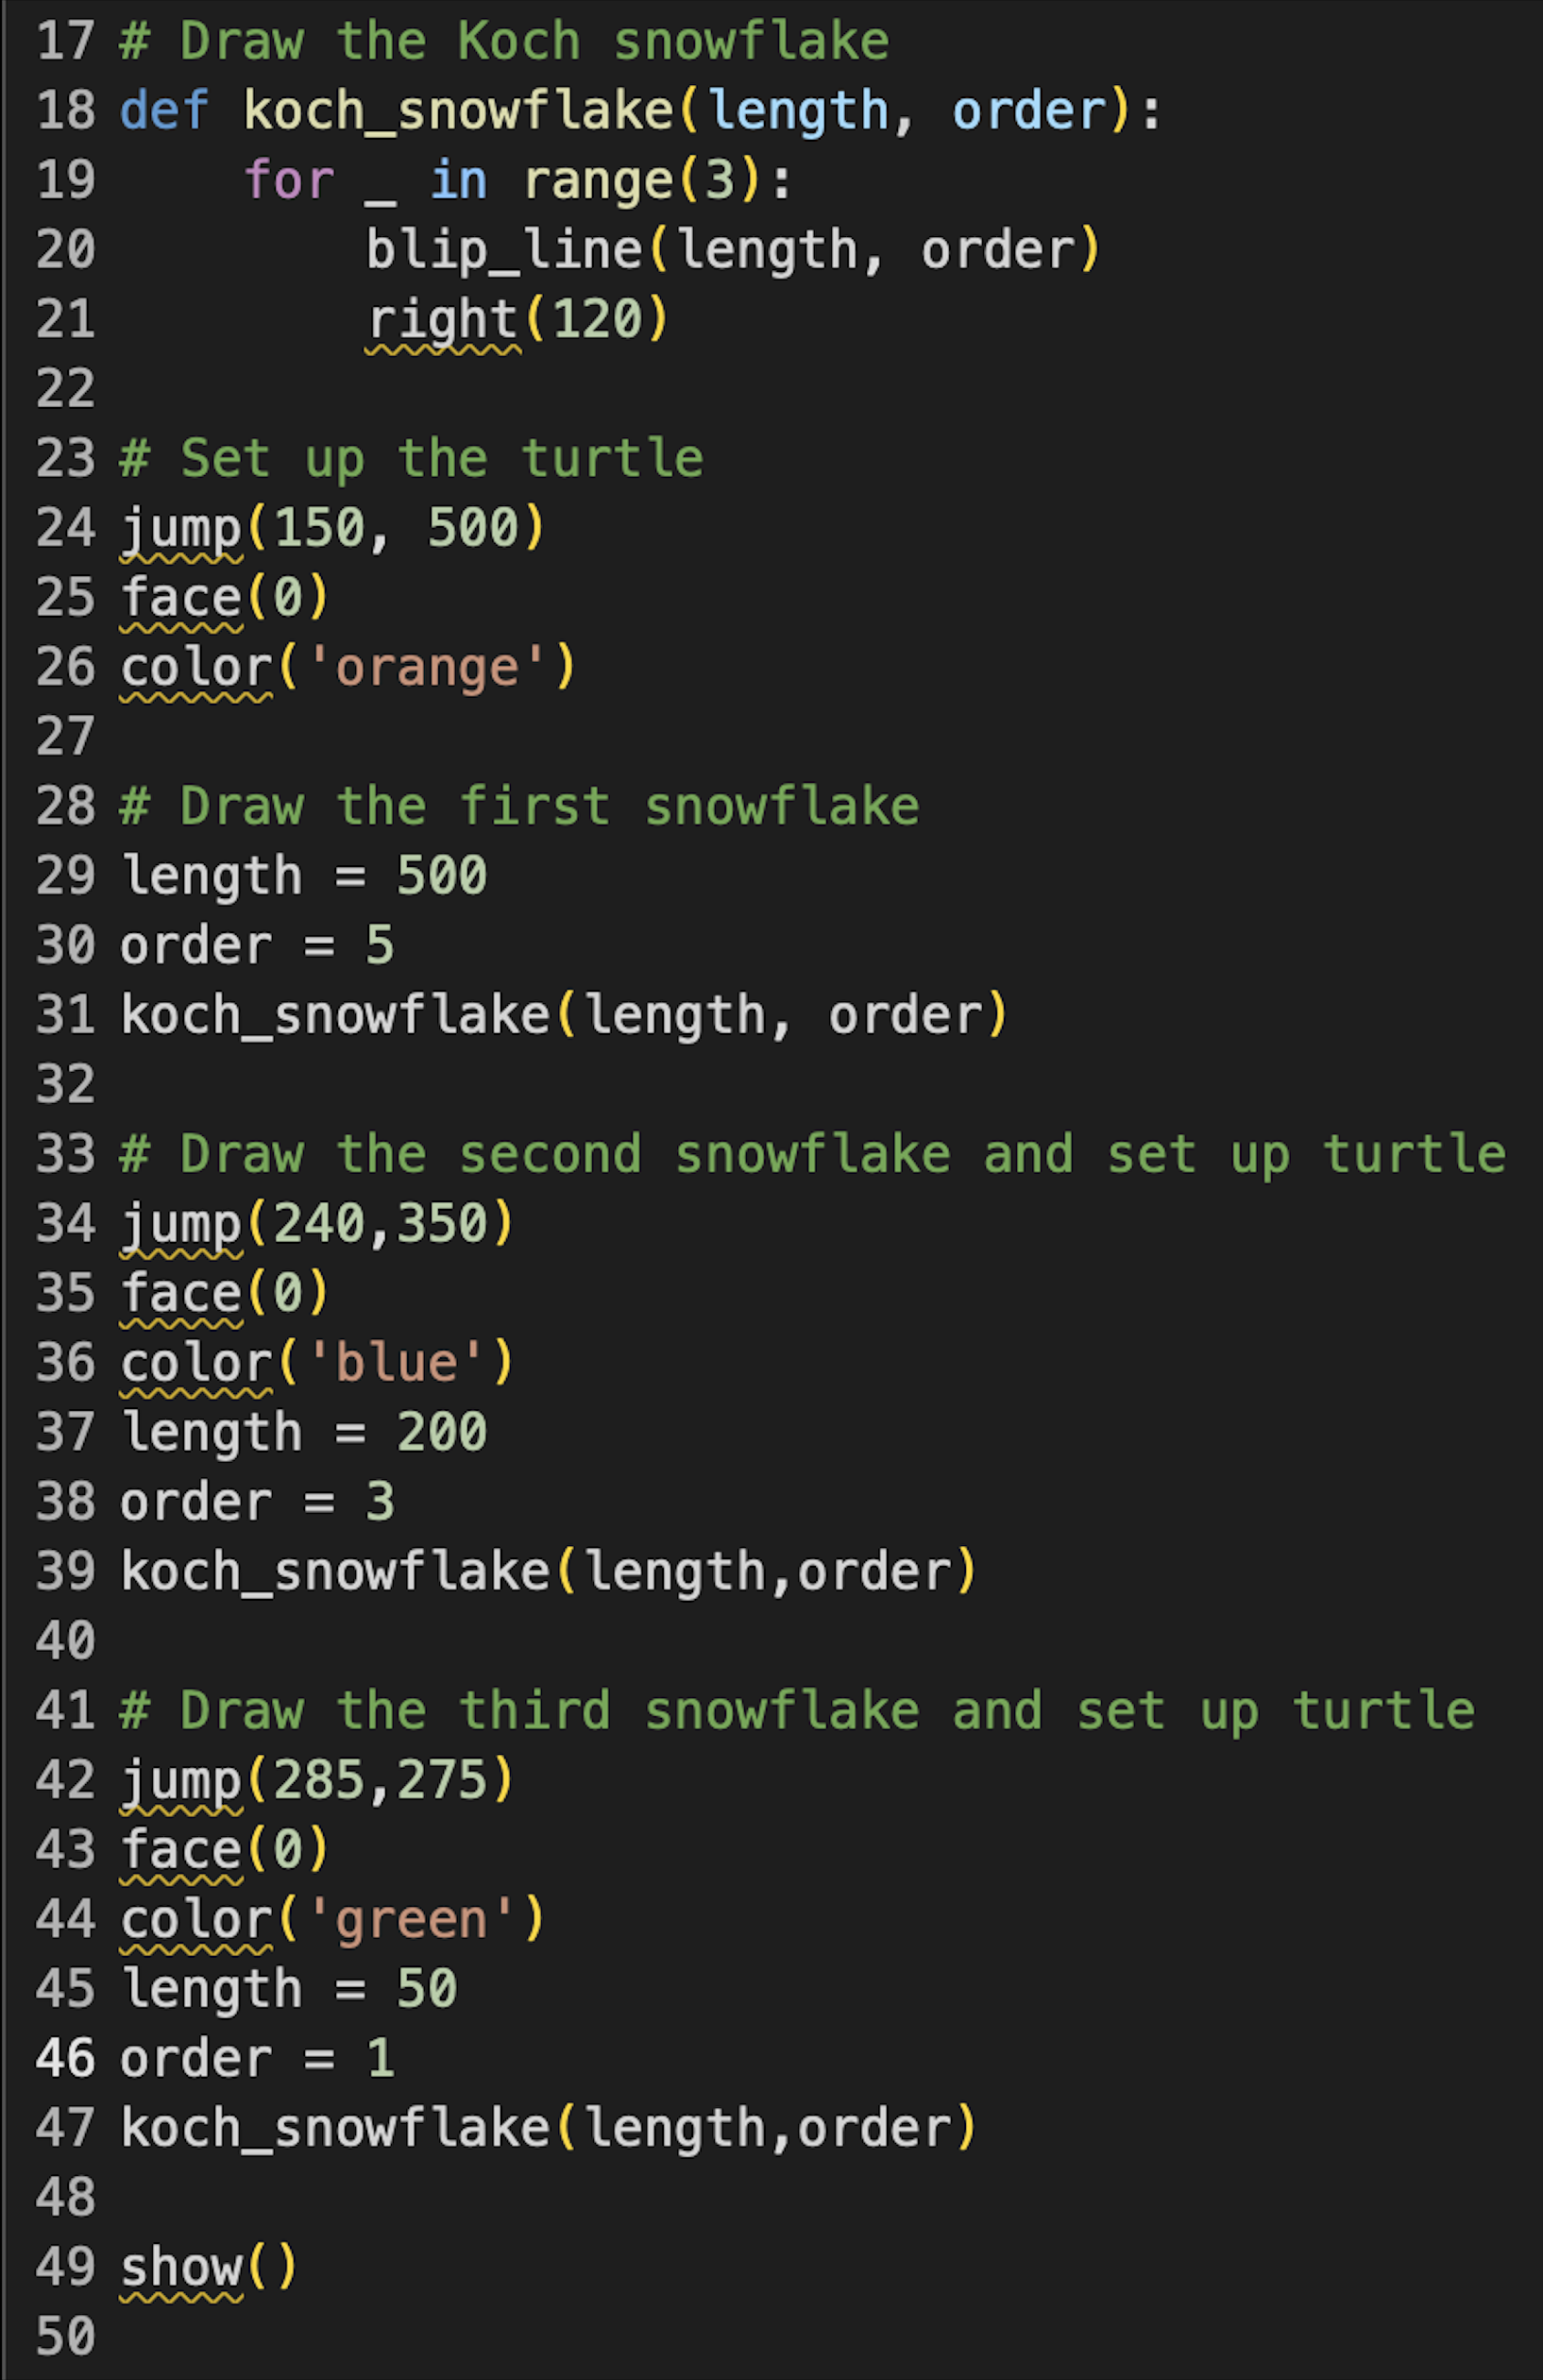 17 # Draw the Koch snowflake
18 def koch_snowflake(length, order):
19     for _ in range(3):
20         blip_line(length, order)
21         right(120)
22
23 # Set up the turtle
24 jump(150, 500)
25 face(0)
26 color('orange')
27
28 # Draw the first snowflake
29 length = 500
30 order = 5
31 koch_snowflake(length, order)
32
33 # Draw the second snowflake and set up turtle
34 jump(240,350)
35 face(0)
36 color('blue')
37 length = 200
38 order = 3
39 koch_snowflake(length,order)
40
41 # Draw the third snowflake and set up turtle
42 jump(285,275)
43 face(0)
44 color('green')
45 length = 50
46 order = 1
47 koch_snowflake(length,order)
48
49 show()
50